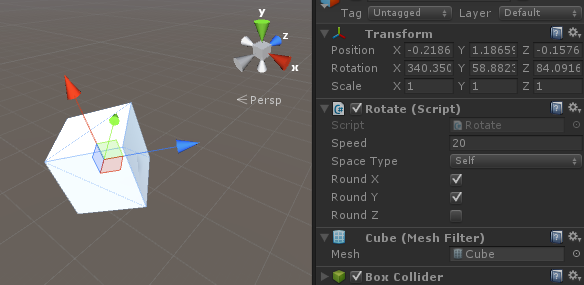 y
z
x
Persp
Tag Untagged Layer Default
Transform
Position X -0.2186 Y 1.18659 Z -0.1576
Rotation X 340.350 Y 58.8823 Z 84.0916
Scale X 1 Y 1 Z 1
Rotate (Script)
Script Rotate
Speed 20
Space Type Self
Round X
Round Y
Round Z
Cube (Mesh Filter)
Mesh Cube
Box Collider